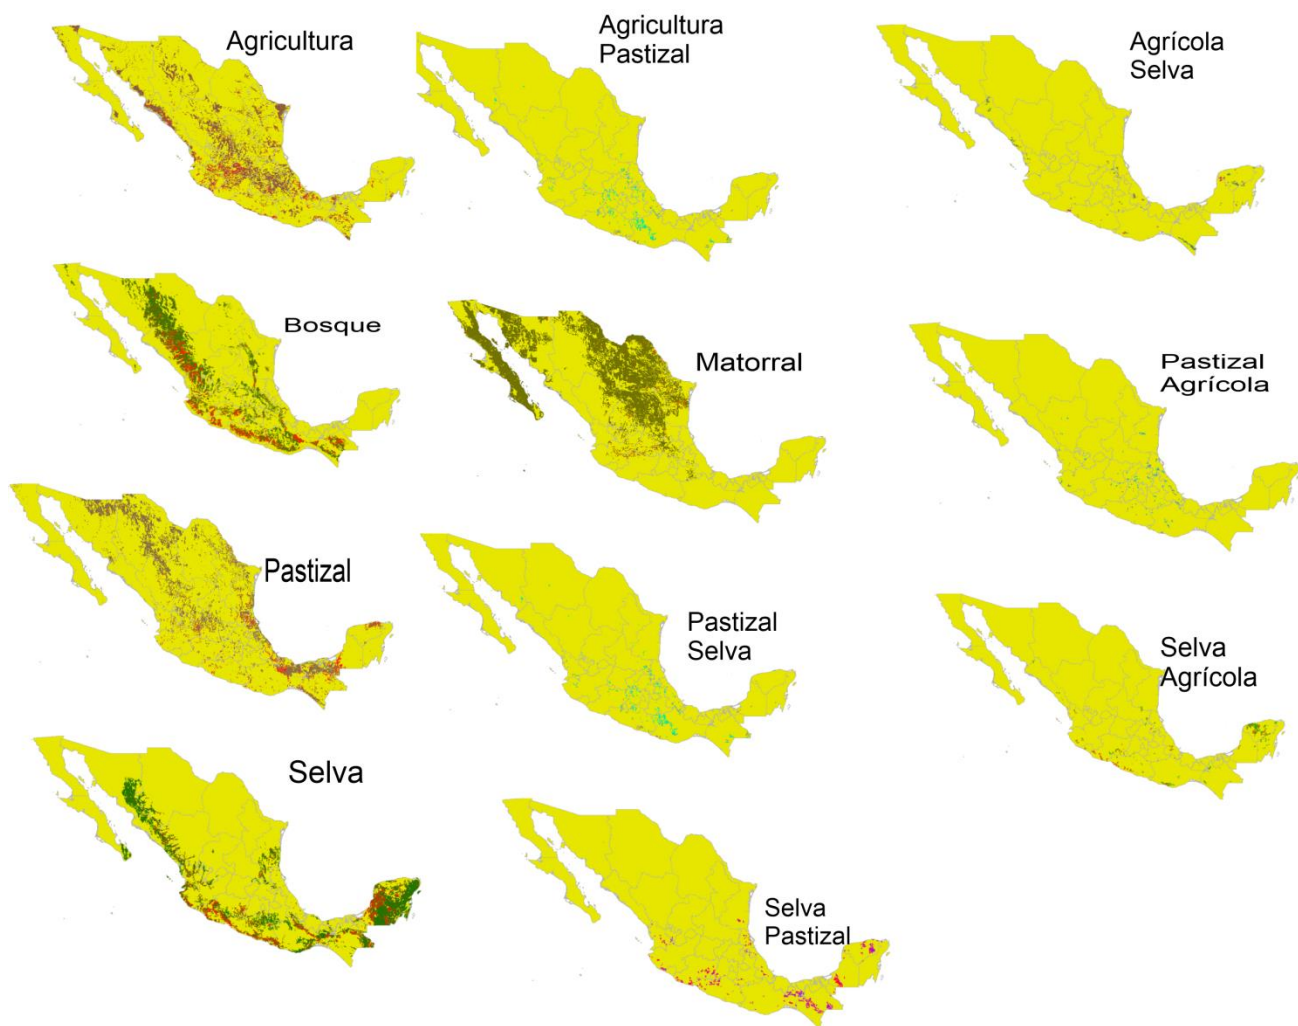 Agricultura
Agricultura
Pastizal
Agrícola
Selva
Bosque
Matorral
Pastizal
Agrícola
Pastizal
Pastizal
Selva
Selva
Agrícola
Selva
Selva
Pastizal